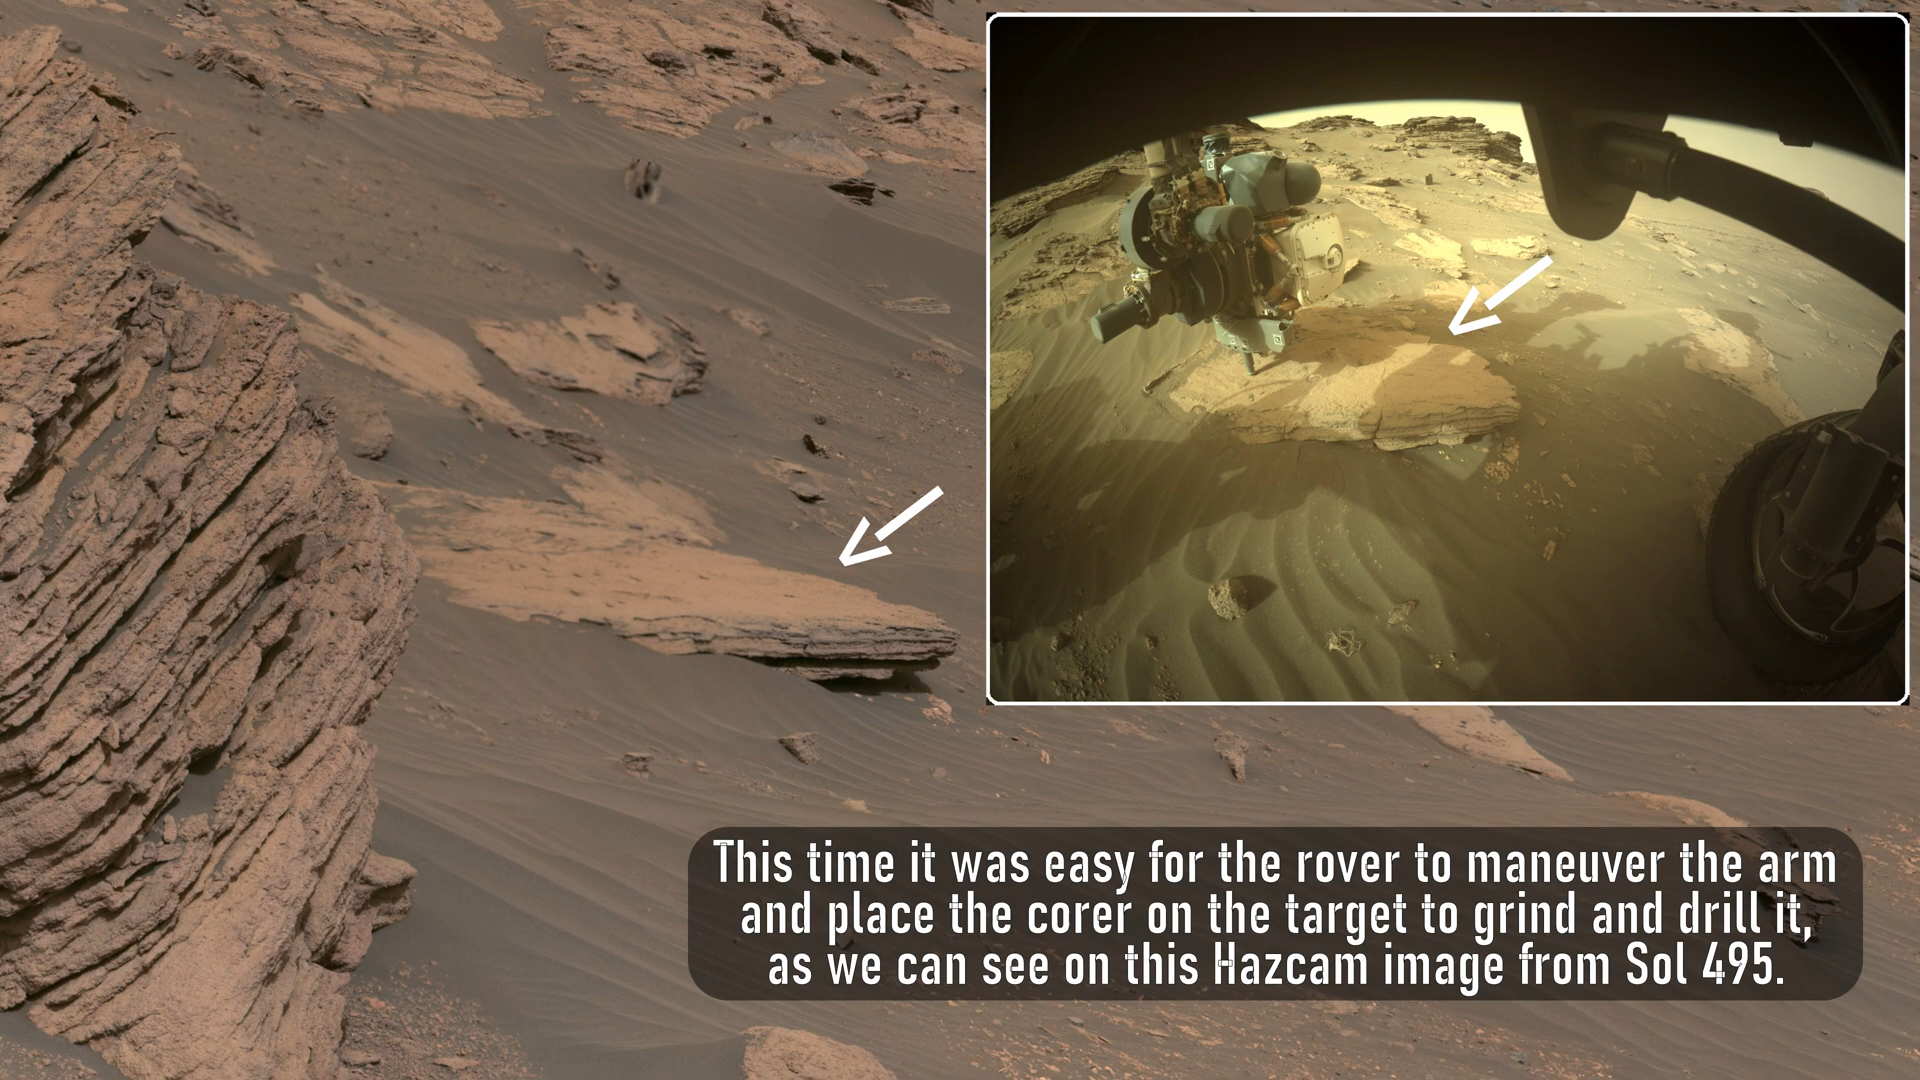 This time it was easy for the rover to maneuver the arm
and place the corer on the target to grind and drill it,
as we can see on this Hazcam image from Sol 495.